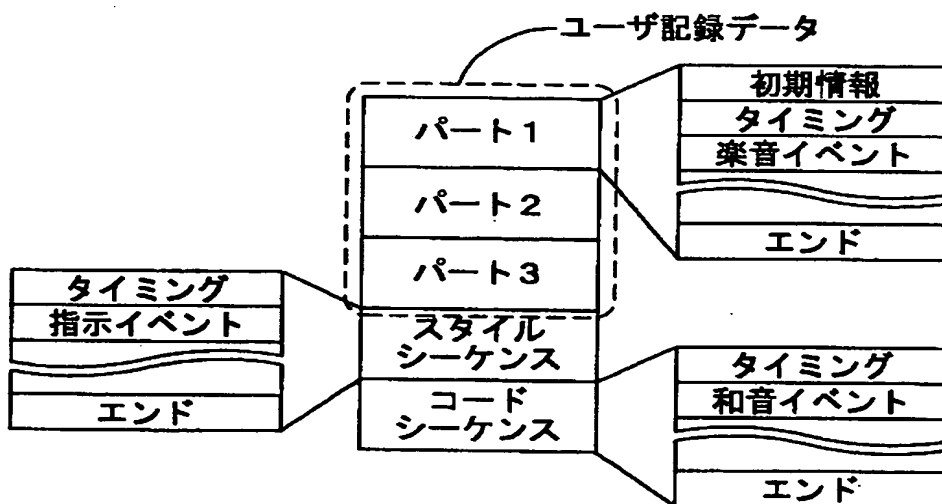 ユーザ記録データ
パート1
パート2
パート3
スタイル
シーケンス
コード
シーケンス
初期情報
タイミング
楽音イベント
エンド
タイミング
指示イベント
エンド
タイミング
和音イベント
エンド